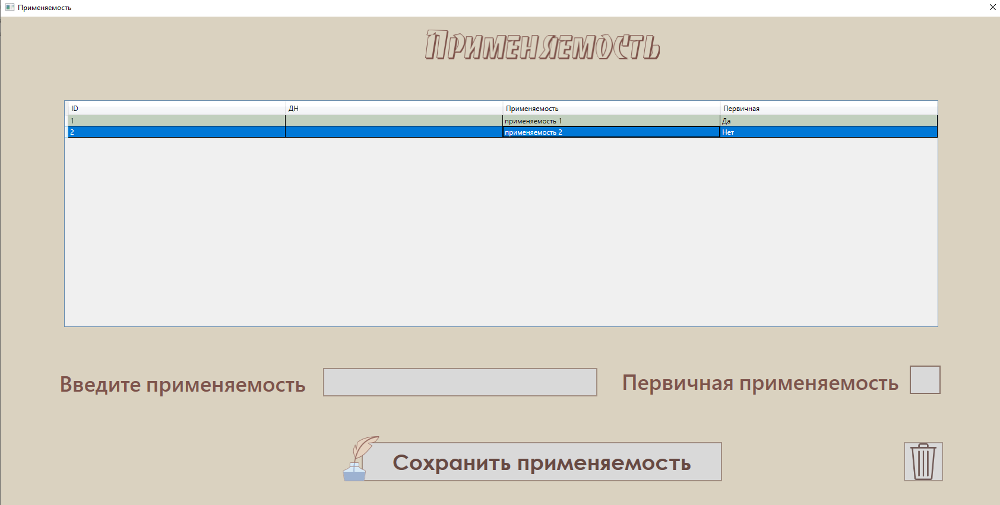 Применяемость
Применяемость
ID ДН Применяемость Первичная
1 применяемость 1 Да
2 применяемость 2 Нет
Введите применяемость Первичная применяемость
Сохранить применяемость